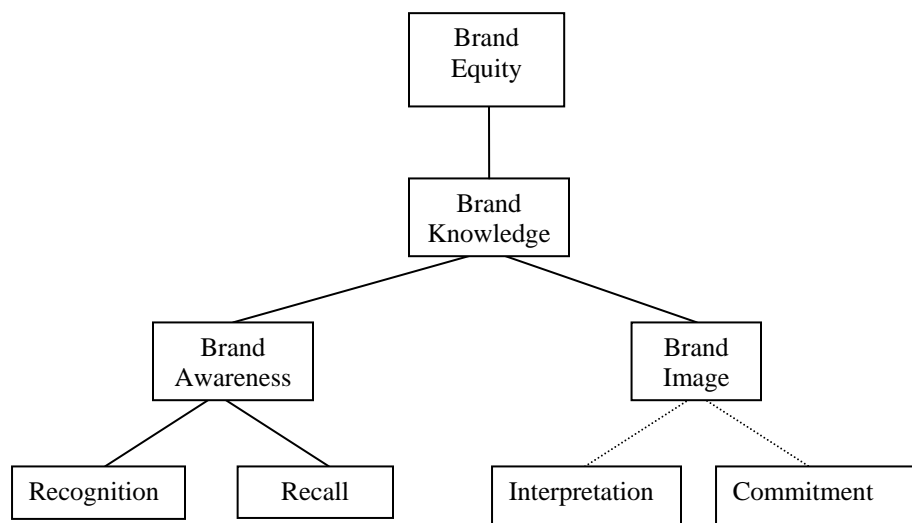 Brand
Equity
Brand
Knowledge
Brand
Awareness
Brand
Image
Recognition
Recall
Interpretation
Commitment